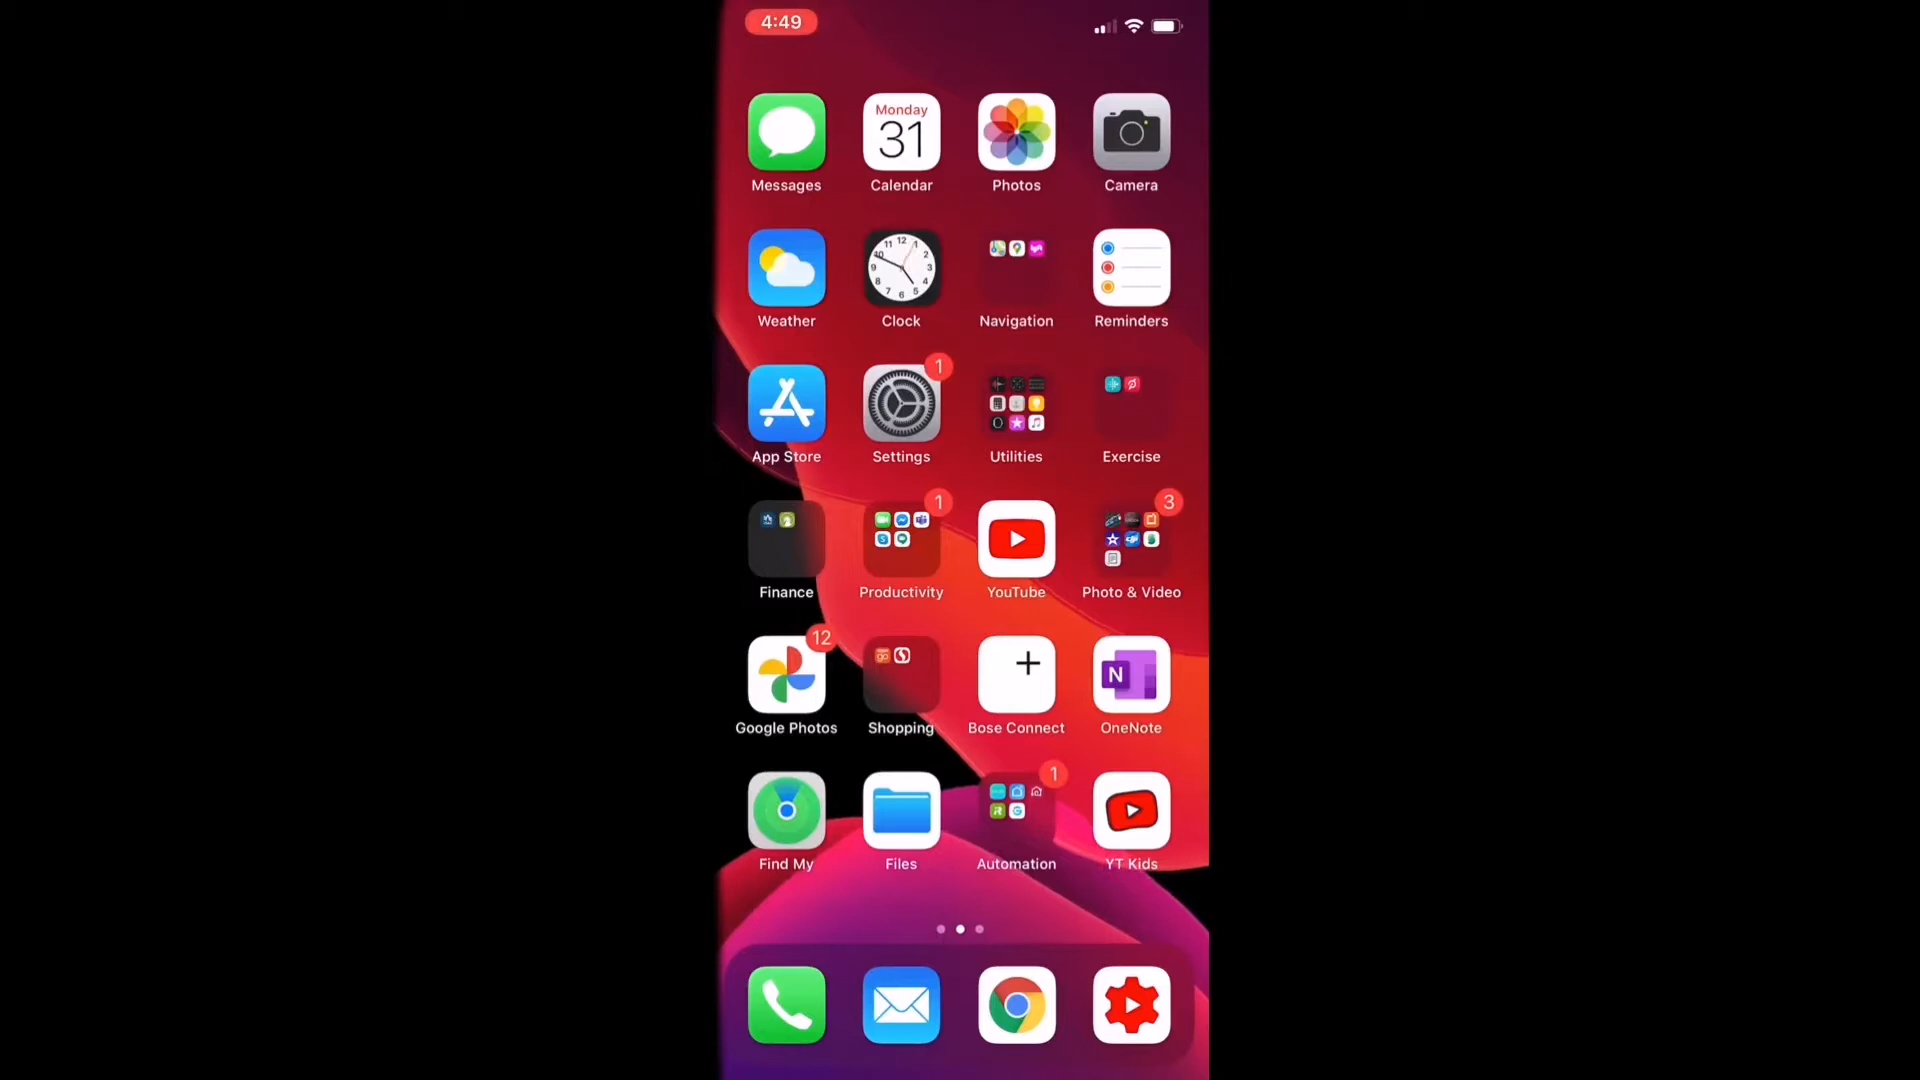 4:49
Monday
31
Messages Calendar Photos Camera
Weather Clock Navigation Reminders
1
App Store Settings Utilities Exercise
1 3
Finance Productivity YouTube Photo & Video
12
N
Google Photos Shopping Bose Connect OneNote
1
Find My Files Automation YT Kids